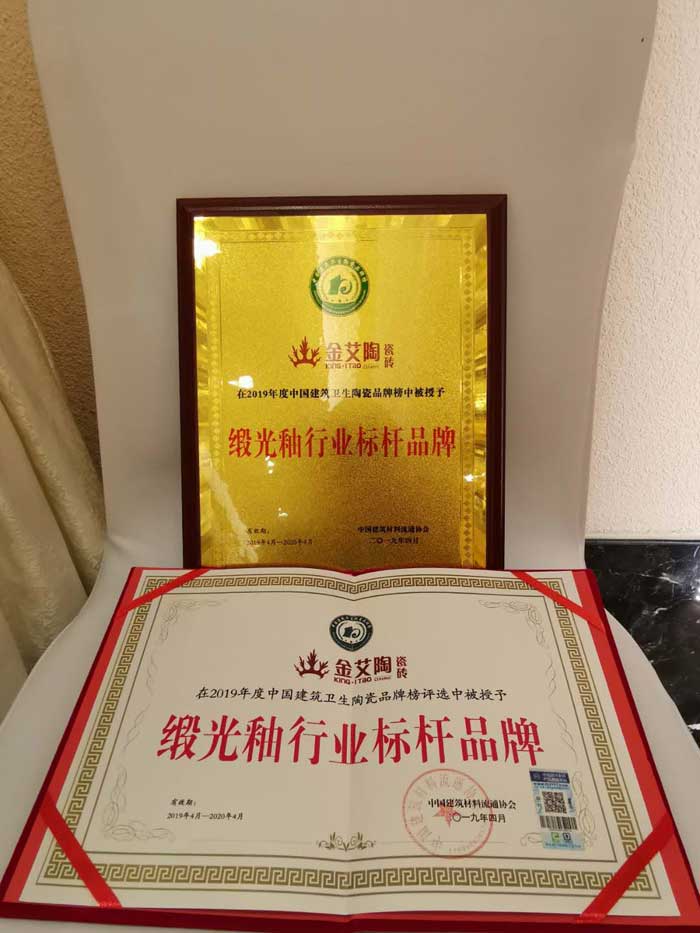 金艾陶 瓷砖
KING·ITAO CERAMIC
在2019年度中国建筑卫生陶瓷品牌榜中被授予
缎光釉行业标杆品牌
有效期：
2019年4月—2020年4月
中国建筑材料流通协会
二〇一九年四月
金艾陶 瓷砖
KING·ITAO CERAMIC
在2019年度中国建筑卫生陶瓷品牌榜评选中被授予
缎光釉行业标杆品牌
有效期：
2019年4月—2020年4月
中国建筑材料流通协会
二〇一九年四月